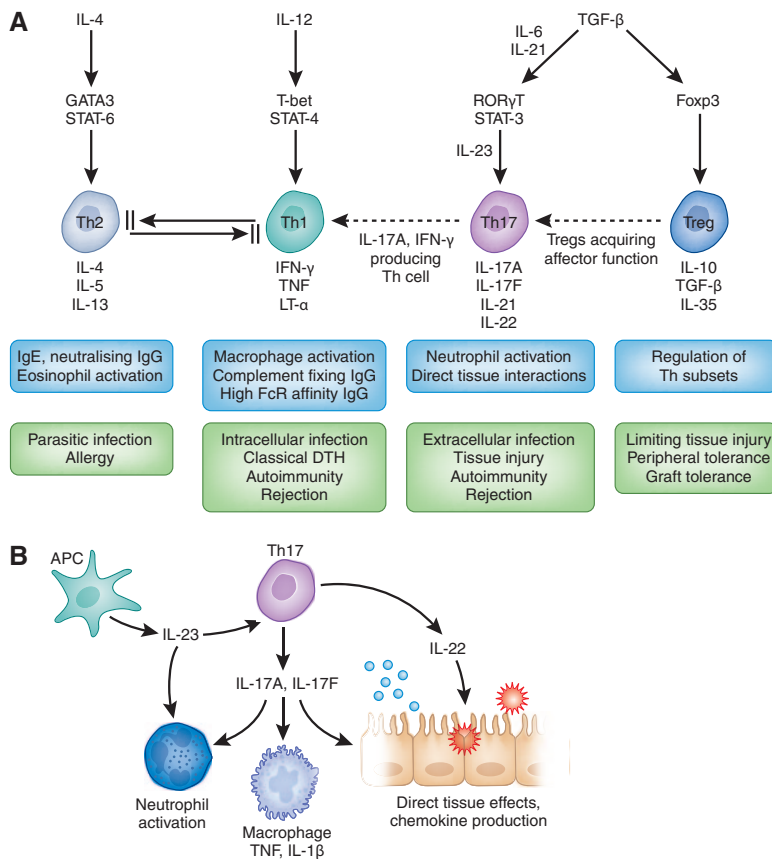 A
IL-4
GATA3
STAT-6
Th2
IL-4
IL-5
IL-13
IL-12
T-bet
STAT-4
Th1
IFN-γ
TNF
LT-α
IL-17A, IFN-γ
producing
Th cell
TGF-β
IL-6
IL-21
RORγT
STAT-3
IL-23
Th17
IL-17A
IL-17F
IL-21
IL-22
Tregs acquiring
affector function
Foxp3
Treg
IL-10
TGF-β
IL-35
IgE, neutralising IgG
Eosinophil activation
Macrophage activation
Complement fixing IgG
High FcR affinity IgG
Neutrophil activation
Direct tissue interactions
Regulation of
Th subsets
Parasitic infection
Allergy
Intracellular infection
Classical DTH
Autoimmunity
Rejection
Extracellular infection
Tissue injury
Autoimmunity
Rejection
Limiting tissue injury
Peripheral tolerance
Graft tolerance
B
APC
Th17
IL-23
IL-22
IL-17A, IL-17F
Neutrophil
activation
Macrophage
TNF, IL-1β
Direct tissue effects,
chemokine production